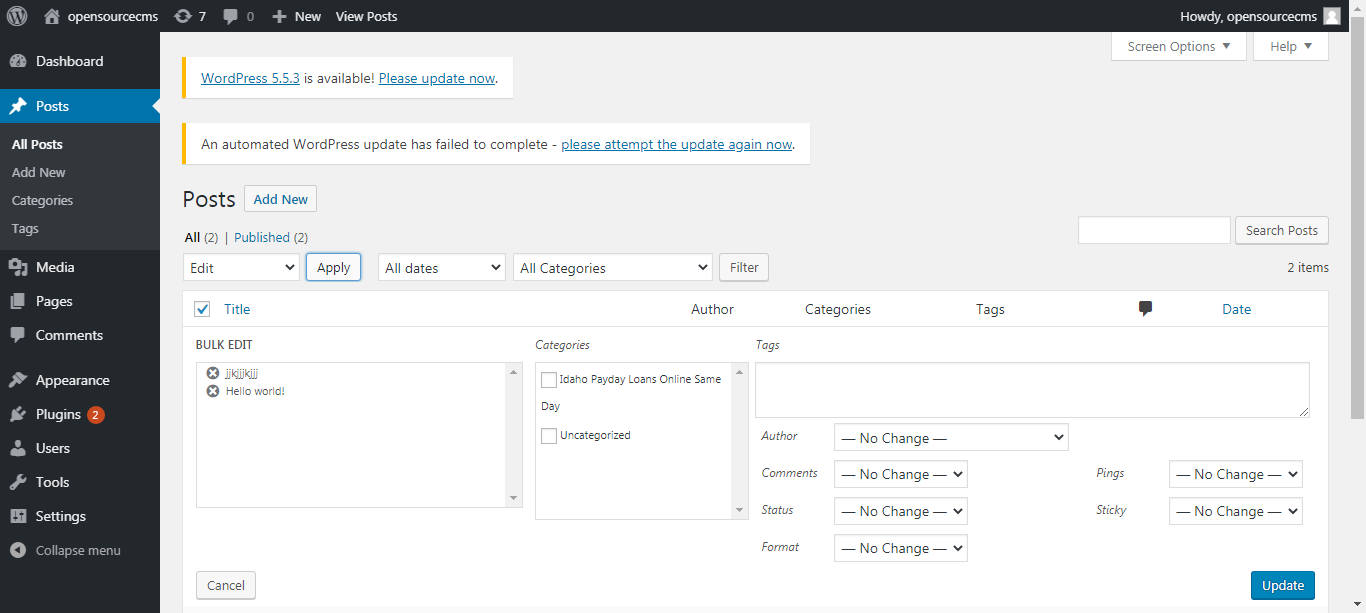 opensourcecms 7 0 New View Posts Howdy, opensourcecms
Screen Options Help
Dashboard
Posts
All Posts
Add New
Categories
Tags
Media
Pages
Comments
Appearance
Plugins 2
Users
Tools
Settings
Collapse menu
WordPress 5.5.3 is available! Please update now.
An automated WordPress update has failed to complete - please attempt the update again now.
Posts Add New
All (2) | Published (2)
Search Posts
Edit Apply All dates All Categories Filter 2 items
Title Author Categories Tags Date
BULK EDIT Categories Tags
jjkjjjkjjj
Hello world!
Idaho Payday Loans Online Same
Day
Uncategorized
Author — No Change —
Comments — No Change — Pings — No Change —
Status — No Change — Sticky — No Change —
Format — No Change —
Cancel Update